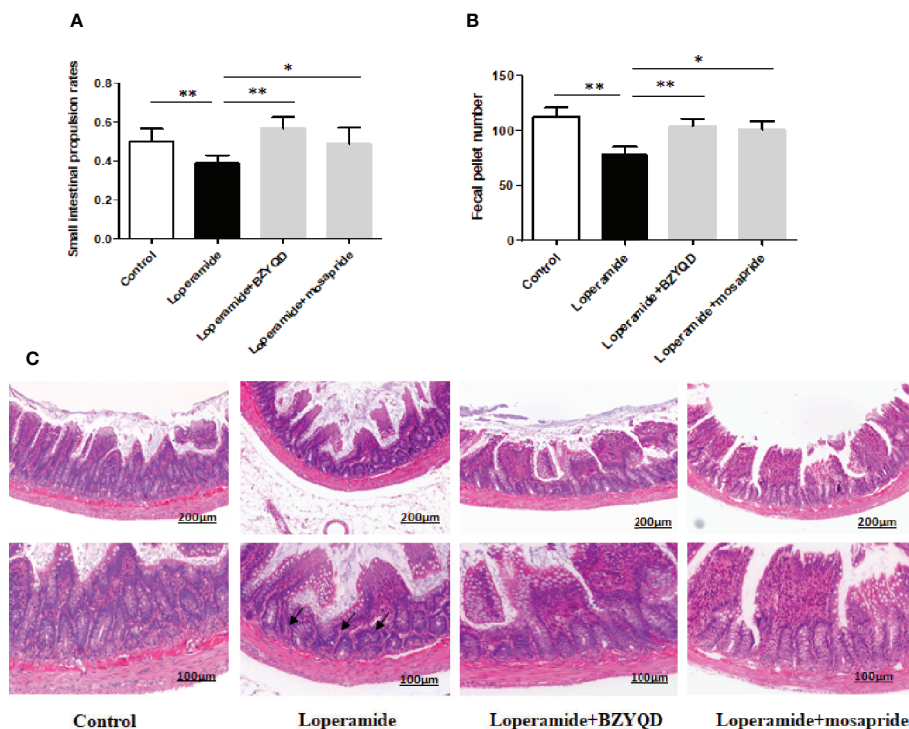 A
B
Small intestinal propulsion rates
0.8
0.6
0.4
0.2
0.0
**
**
*
Control
Loperamide
Loperamide+BZYQD
Loperamide+mosapride
Fecal pellet number
150
100
50
0
**
**
*
Control
Loperamide
Loperamide+BZYQD
Loperamide+mosapride
C
200μm
200μm
200μm
200μm
100μm
100μm
100μm
100μm
Control
Loperamide
Loperamide+BZYQD
Loperamide+mosapride